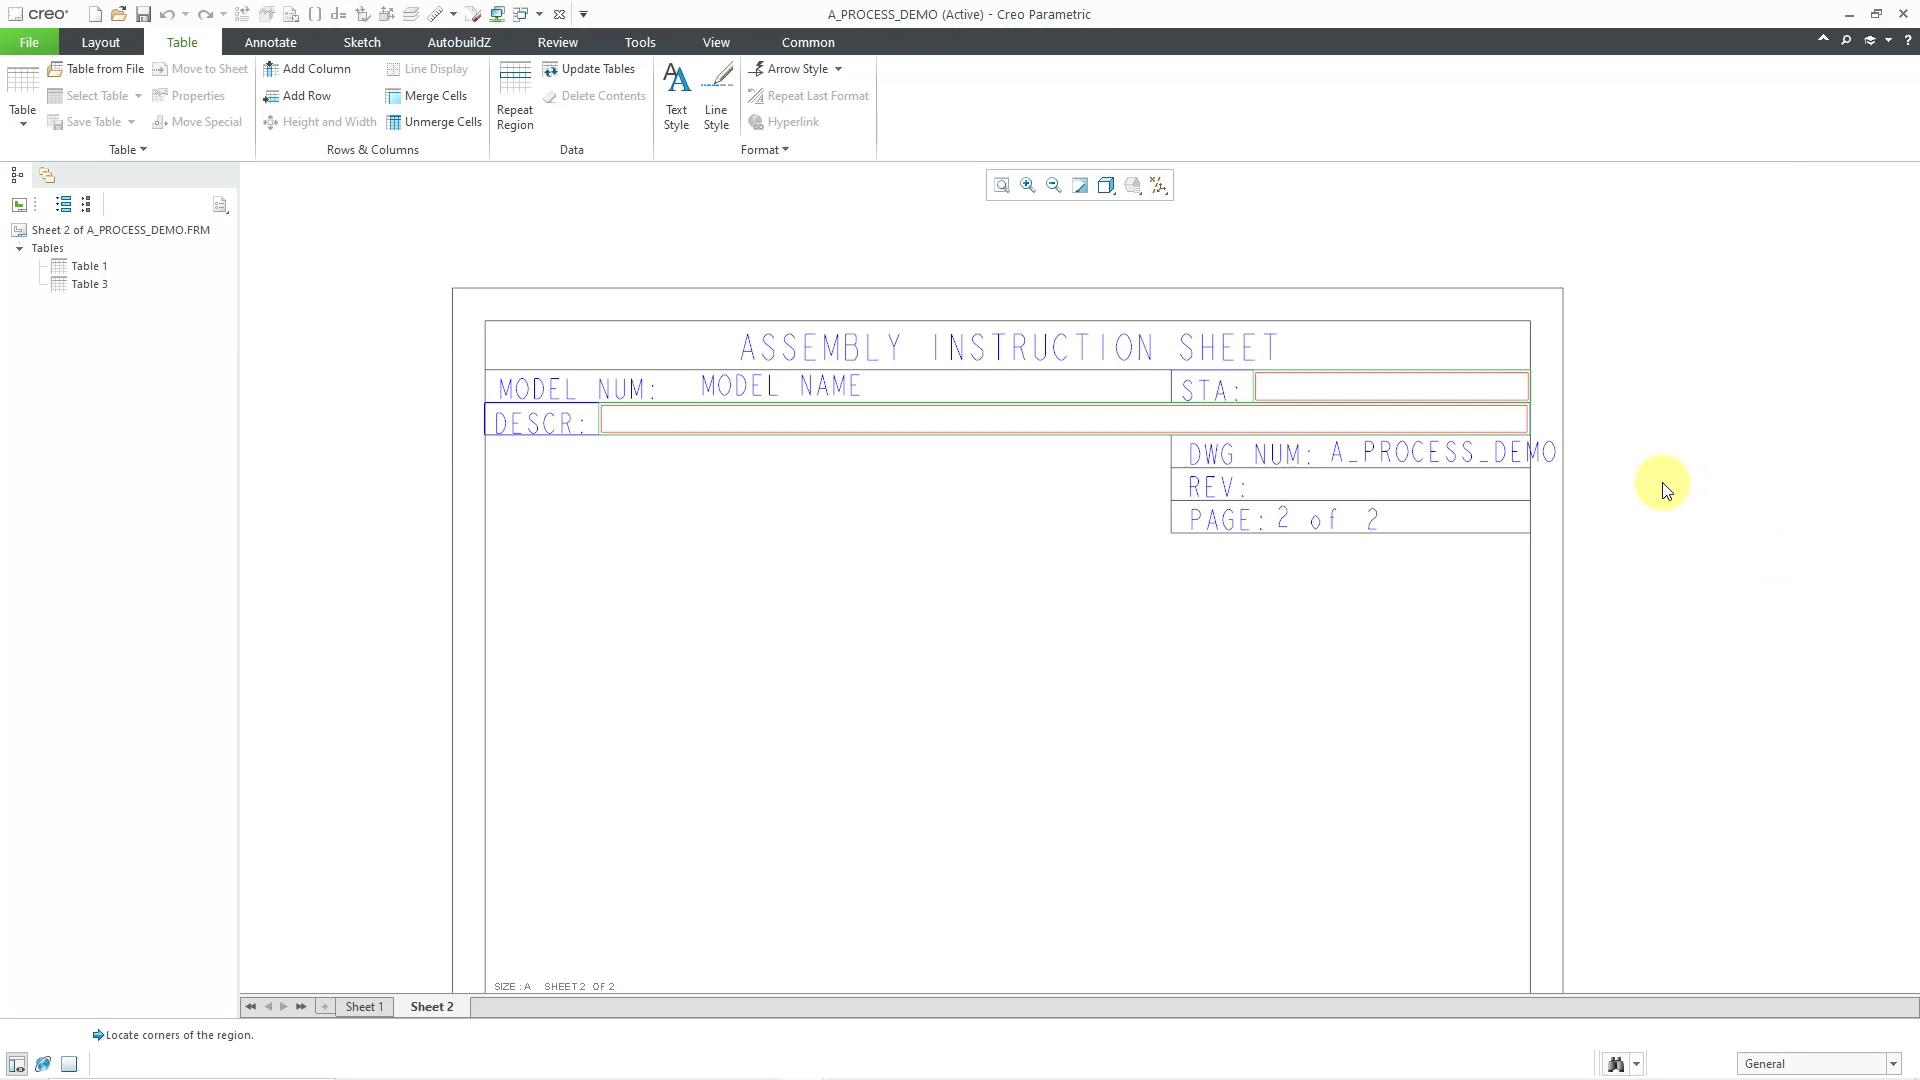 creo
A_PROCESS_DEMO (Active) - Creo Parametric
File Layout Table Annotate Sketch AutobuildZ Review Tools View Common
Table
Table from File
Select Table
Save Table
Move to Sheet
Properties
Move Special
Table
Add Column
Add Row
Height and Width
Line Display
Merge Cells
Unmerge Cells
Rows & Columns
Repeat
Region
Update Tables
Delete Contents
Data
Text
Style
Line
Style
Arrow Style
Repeat Last Format
Hyperlink
Format
Sheet 2 of A_PROCESS_DEMO.FRM
Tables
Table 1
Table 3
ASSEMBLY INSTRUCTION SHEET
MODEL NUM: MODEL NAME STA:
DESCR:
DWG NUM: A_PROCESS_DEMO
REV:
PAGE: 2 of 2
SIZE : A SHEET 2 OF 2
Sheet 1 Sheet 2
Locate corners of the region.
General